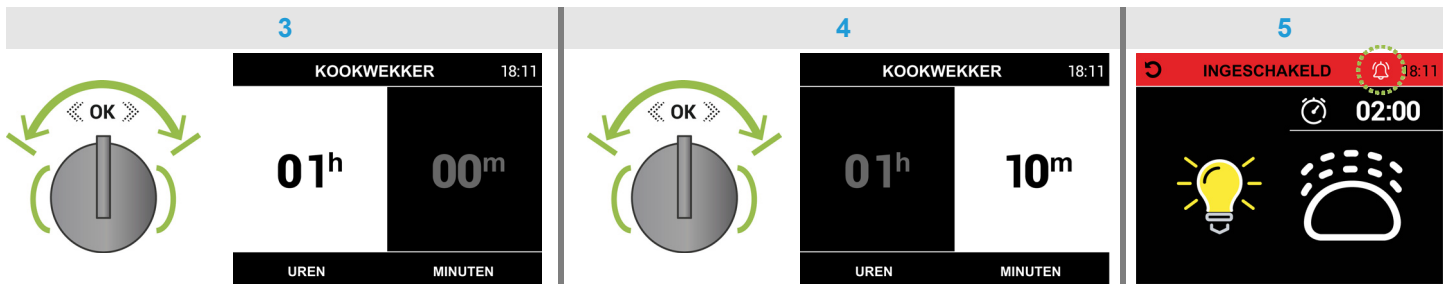 3
OK
KOOKWEKKER 18:11
01h 00m
UREN MINUTEN
4
OK
KOOKWEKKER 18:11
01h 10m
UREN MINUTEN
5
INGESCHAKELD 18:11
02:00